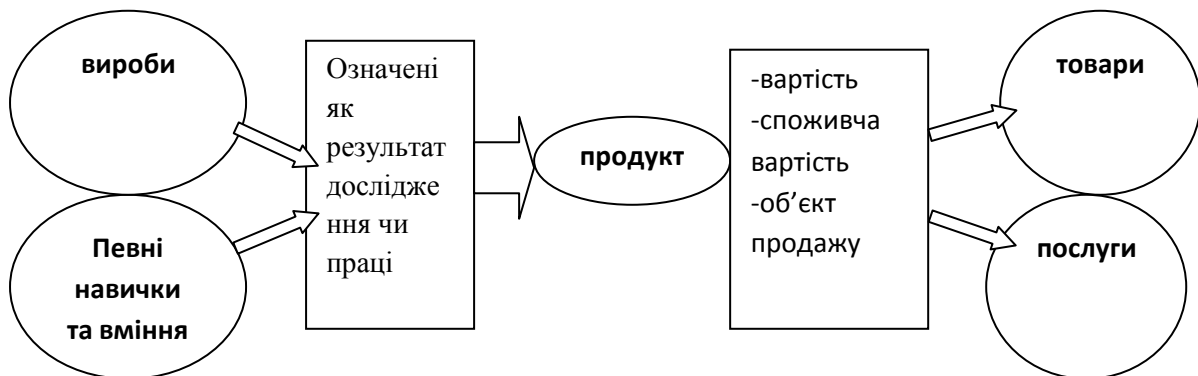 вироби
Певні
навички
та вміння
Означені
як
результат
дослідже
ння чи
праці
продукт
-вартість
-споживча
вартість
-об’єкт
продажу
товари
послуги